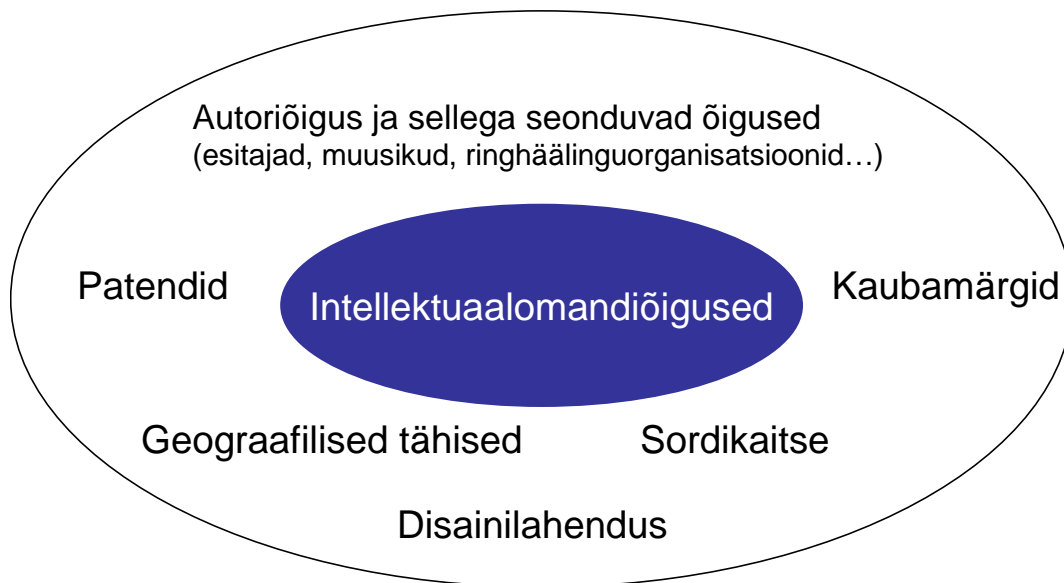 Autoriõigus ja sellega seonduvad õigused
(esitajad, muusikud, ringhäälinguorganisatsioonid…)
Patendid
Intellektuaalomandiõigused
Kaubamärgid
Geograafilised tähised
Sordikaitse
Disainilahendus